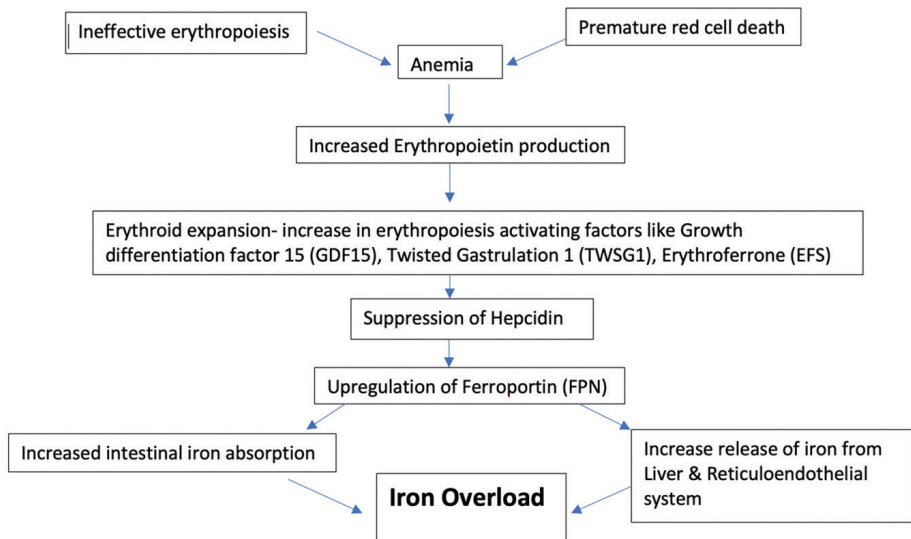 Ineffective erythropoiesis
Premature red cell death
Anemia
Increased Erythropoietin production
Erythroid expansion- increase in erythropoiesis activating factors like Growth
differentiation factor 15 (GDF15), Twisted Gastrulation 1 (TWSG1), Erythroferrone (EFS)
Suppression of Hepcidin
Upregulation of Ferroportin (FPN)
Increased intestinal iron absorption
Increase release of iron from
Liver & Reticuloendothelial
system
Iron Overload